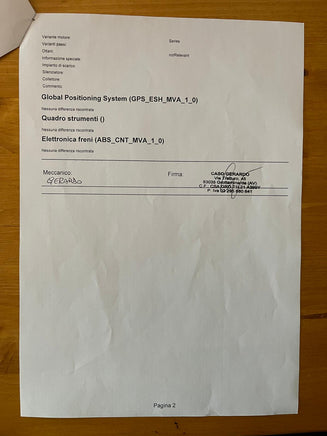 Variante motore: Series
Varianti paesi:
Ottani: notRelevant
Informazione speciale:
Impianto di scarico:
Silenziatore
Collettore
Commento
Global Positioning System (GPS_ESH_MVA_1_0)
Nessuna differenza riscontrata
Quadro strumenti ()
Nessuna differenza riscontrata
Elettronica freni (ABS_CNT_MVA_1_0)
Nessuna differenza riscontrata
Meccanico: GERARDO Firma:
CASO GERARDO
Pagina 2